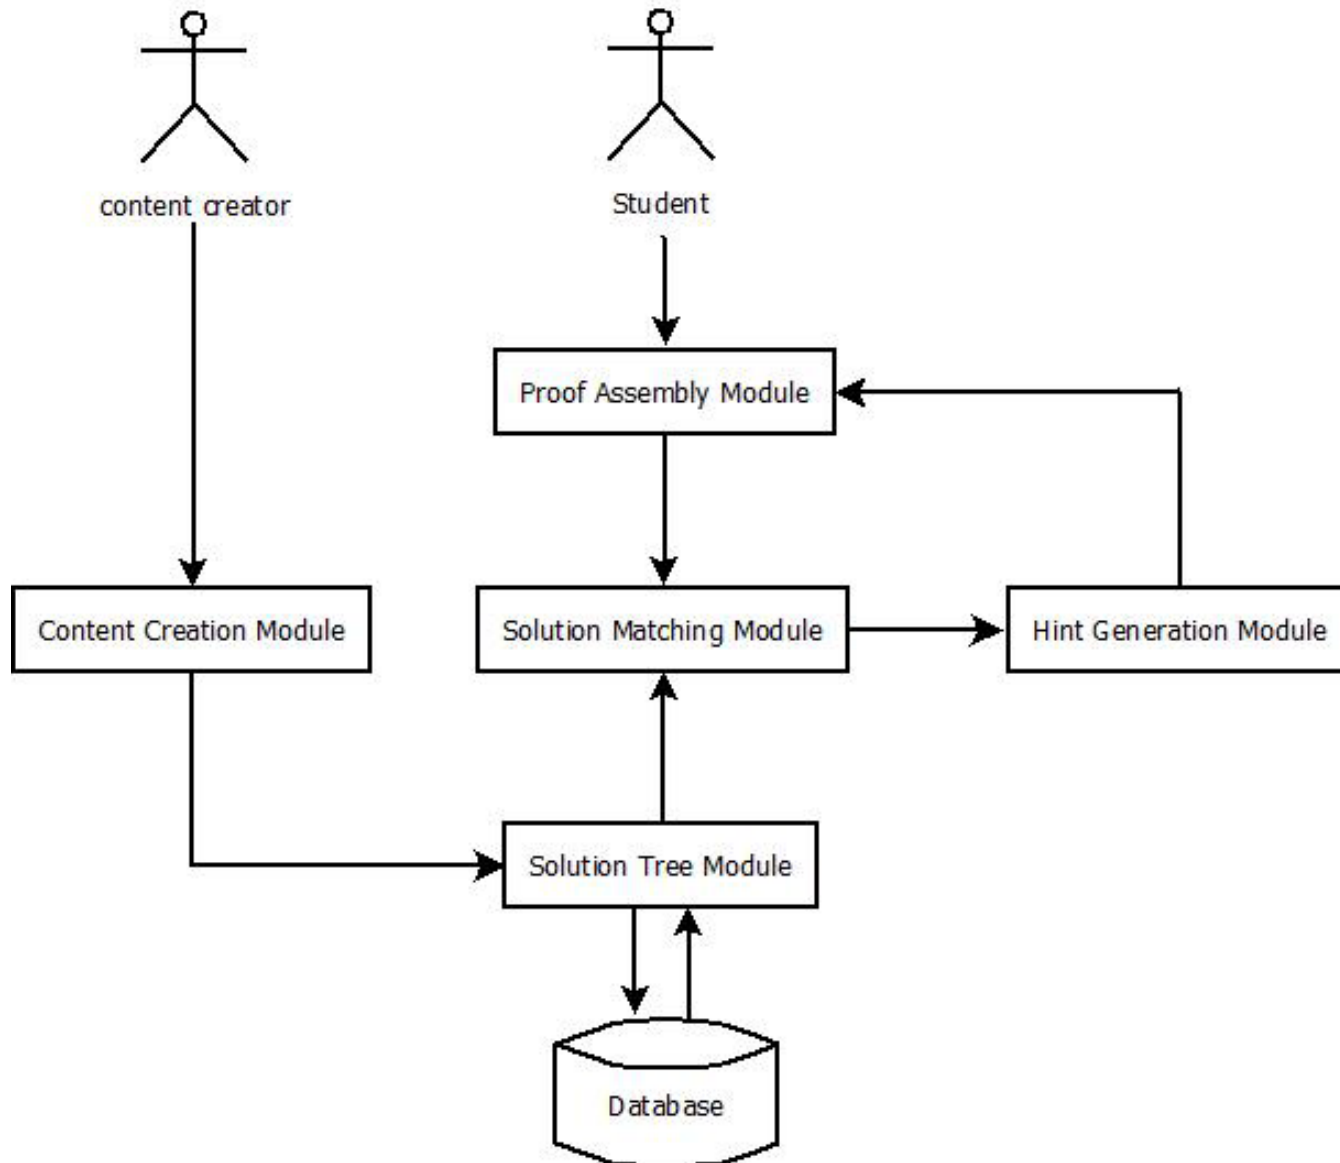 content creator
Student
Proof Assembly Module
Content Creation Module
Solution Matching Module
Hint Generation Module
Solution Tree Module
Database